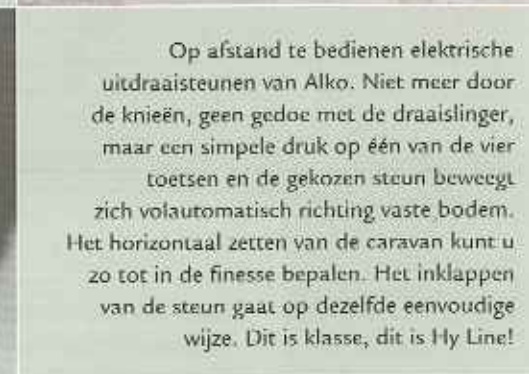 Op afstand te bedienen elektrische
uitdraaisteunen van Alko. Niet meer door
de knieën, geen gedoe met de draaislinger,
maar een simpele druk op één van de vier
toetsen en de gekozen steun beweegt
zich volautomatisch richting vaste bodem.
Het horizontaal zetten van de caravan kunt u
zo tot in de finesse bepalen. Het inklappen
van de steun gaat op dezelfde eenvoudige
wijze. Dit is klasse, dit is Hy Line!